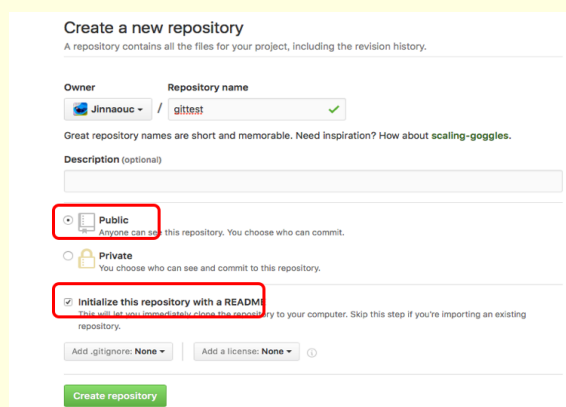 Create a new repository
A repository contains all the files for your project, including the revision history.
Owner Repository name
Jinnaouc / gittest
Great repository names are short and memorable. Need inspiration? How about scaling-goggles.
Description (optional)
Public
Anyone can see this repository. You choose who can commit.
Private
You choose who can see and commit to this repository.
Initialize this repository with a README
This will let you immediately clone the repository to your computer. Skip this step if you're importing an existing
repository.
Add .gitignore: None Add a license: None
Create repository